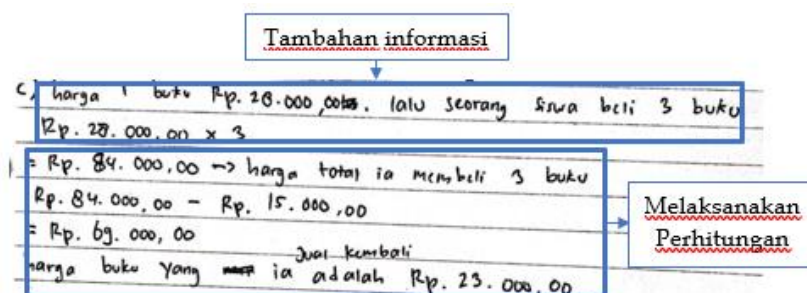 Tambahan informasi
c) harga 1 buku Rp. 28.000,00. lalu seorang siswa beli 3 buku
Rp. 28.000,00 x 3
= Rp. 84.000,00 -> harga total ia membeli 3 buku
Rp. 84.000,00 - Rp. 15.000,00
= Rp. 69.000,00
harga buku yang ia Jual kembali adalah Rp. 23.000,00
Melaksanakan
Perhitungan